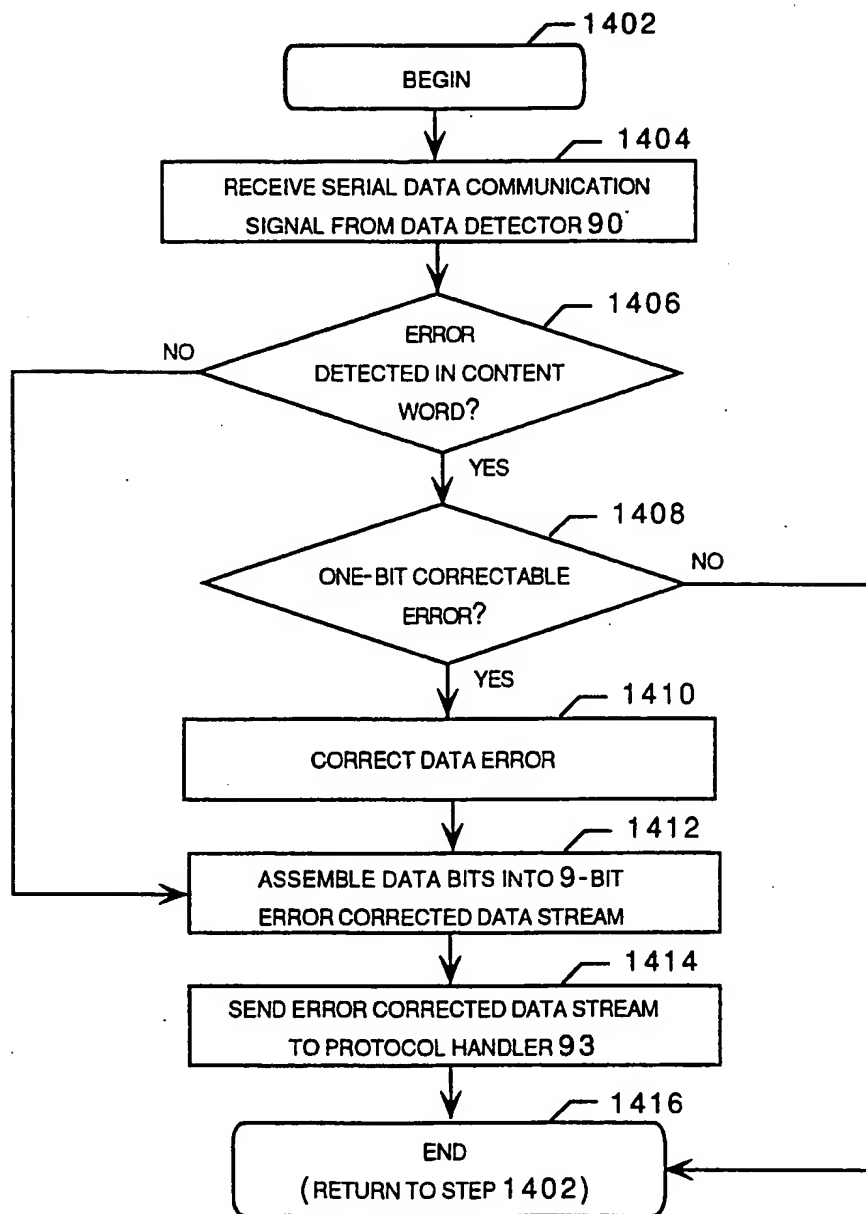 1402
BEGIN
1404
RECEIVE SERIAL DATA COMMUNICATION
SIGNAL FROM DATA DETECTOR 90
1406
ERROR
DETECTED IN CONTENT
WORD?
NO
YES
1408
ONE-BIT CORRECTABLE
ERROR?
NO
YES
1410
CORRECT DATA ERROR
1412
ASSEMBLE DATA BITS INTO 9-BIT
ERROR CORRECTED DATA STREAM
1414
SEND ERROR CORRECTED DATA STREAM
TO PROTOCOL HANDLER 93
1416
END
(RETURN TO STEP 1402)